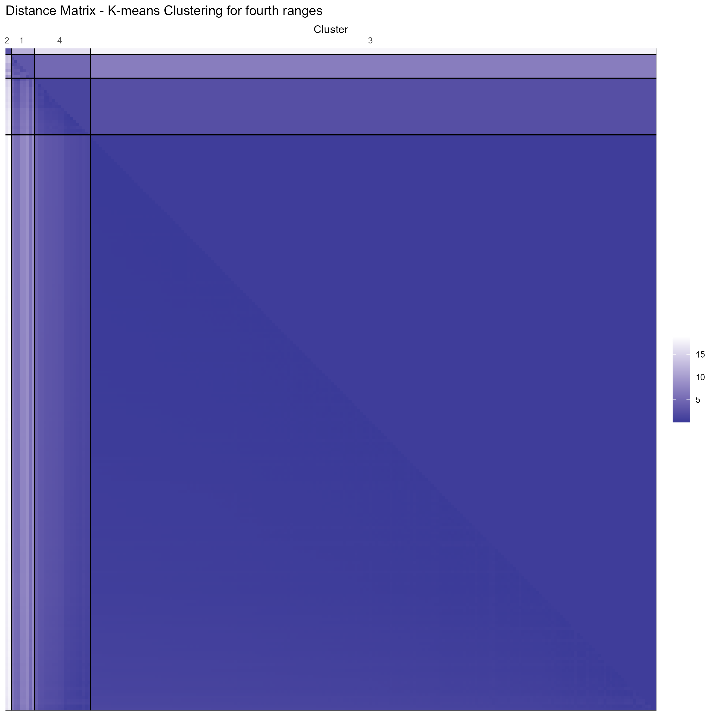 Distance Matrix - K-means Clustering for fourth ranges
Cluster
2 1 4 3
15
10
5